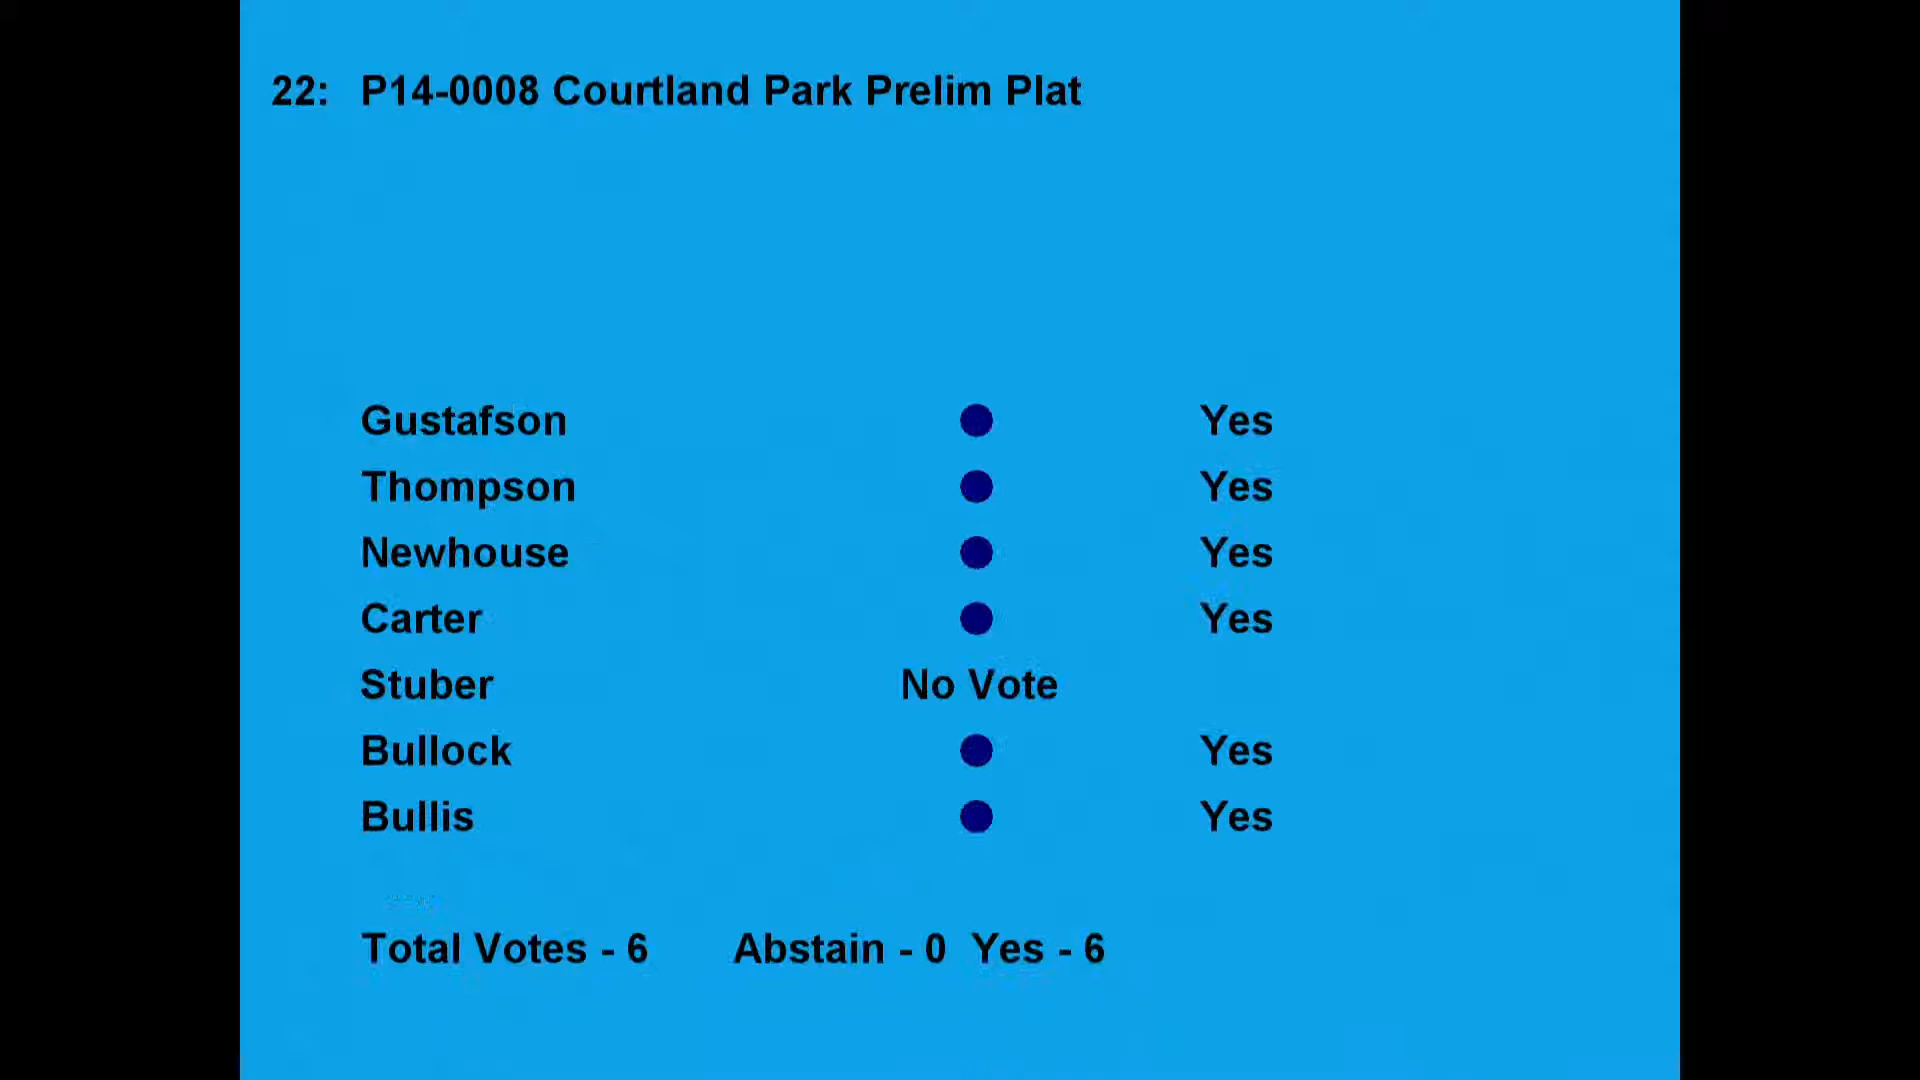 22: P14-0008 Courtland Park Prelim Plat
Gustafson Yes
Thompson Yes
Newhouse Yes
Carter Yes
Stuber No Vote
Bullock Yes
Bullis Yes
Total Votes - 6 Abstain - 0 Yes - 6